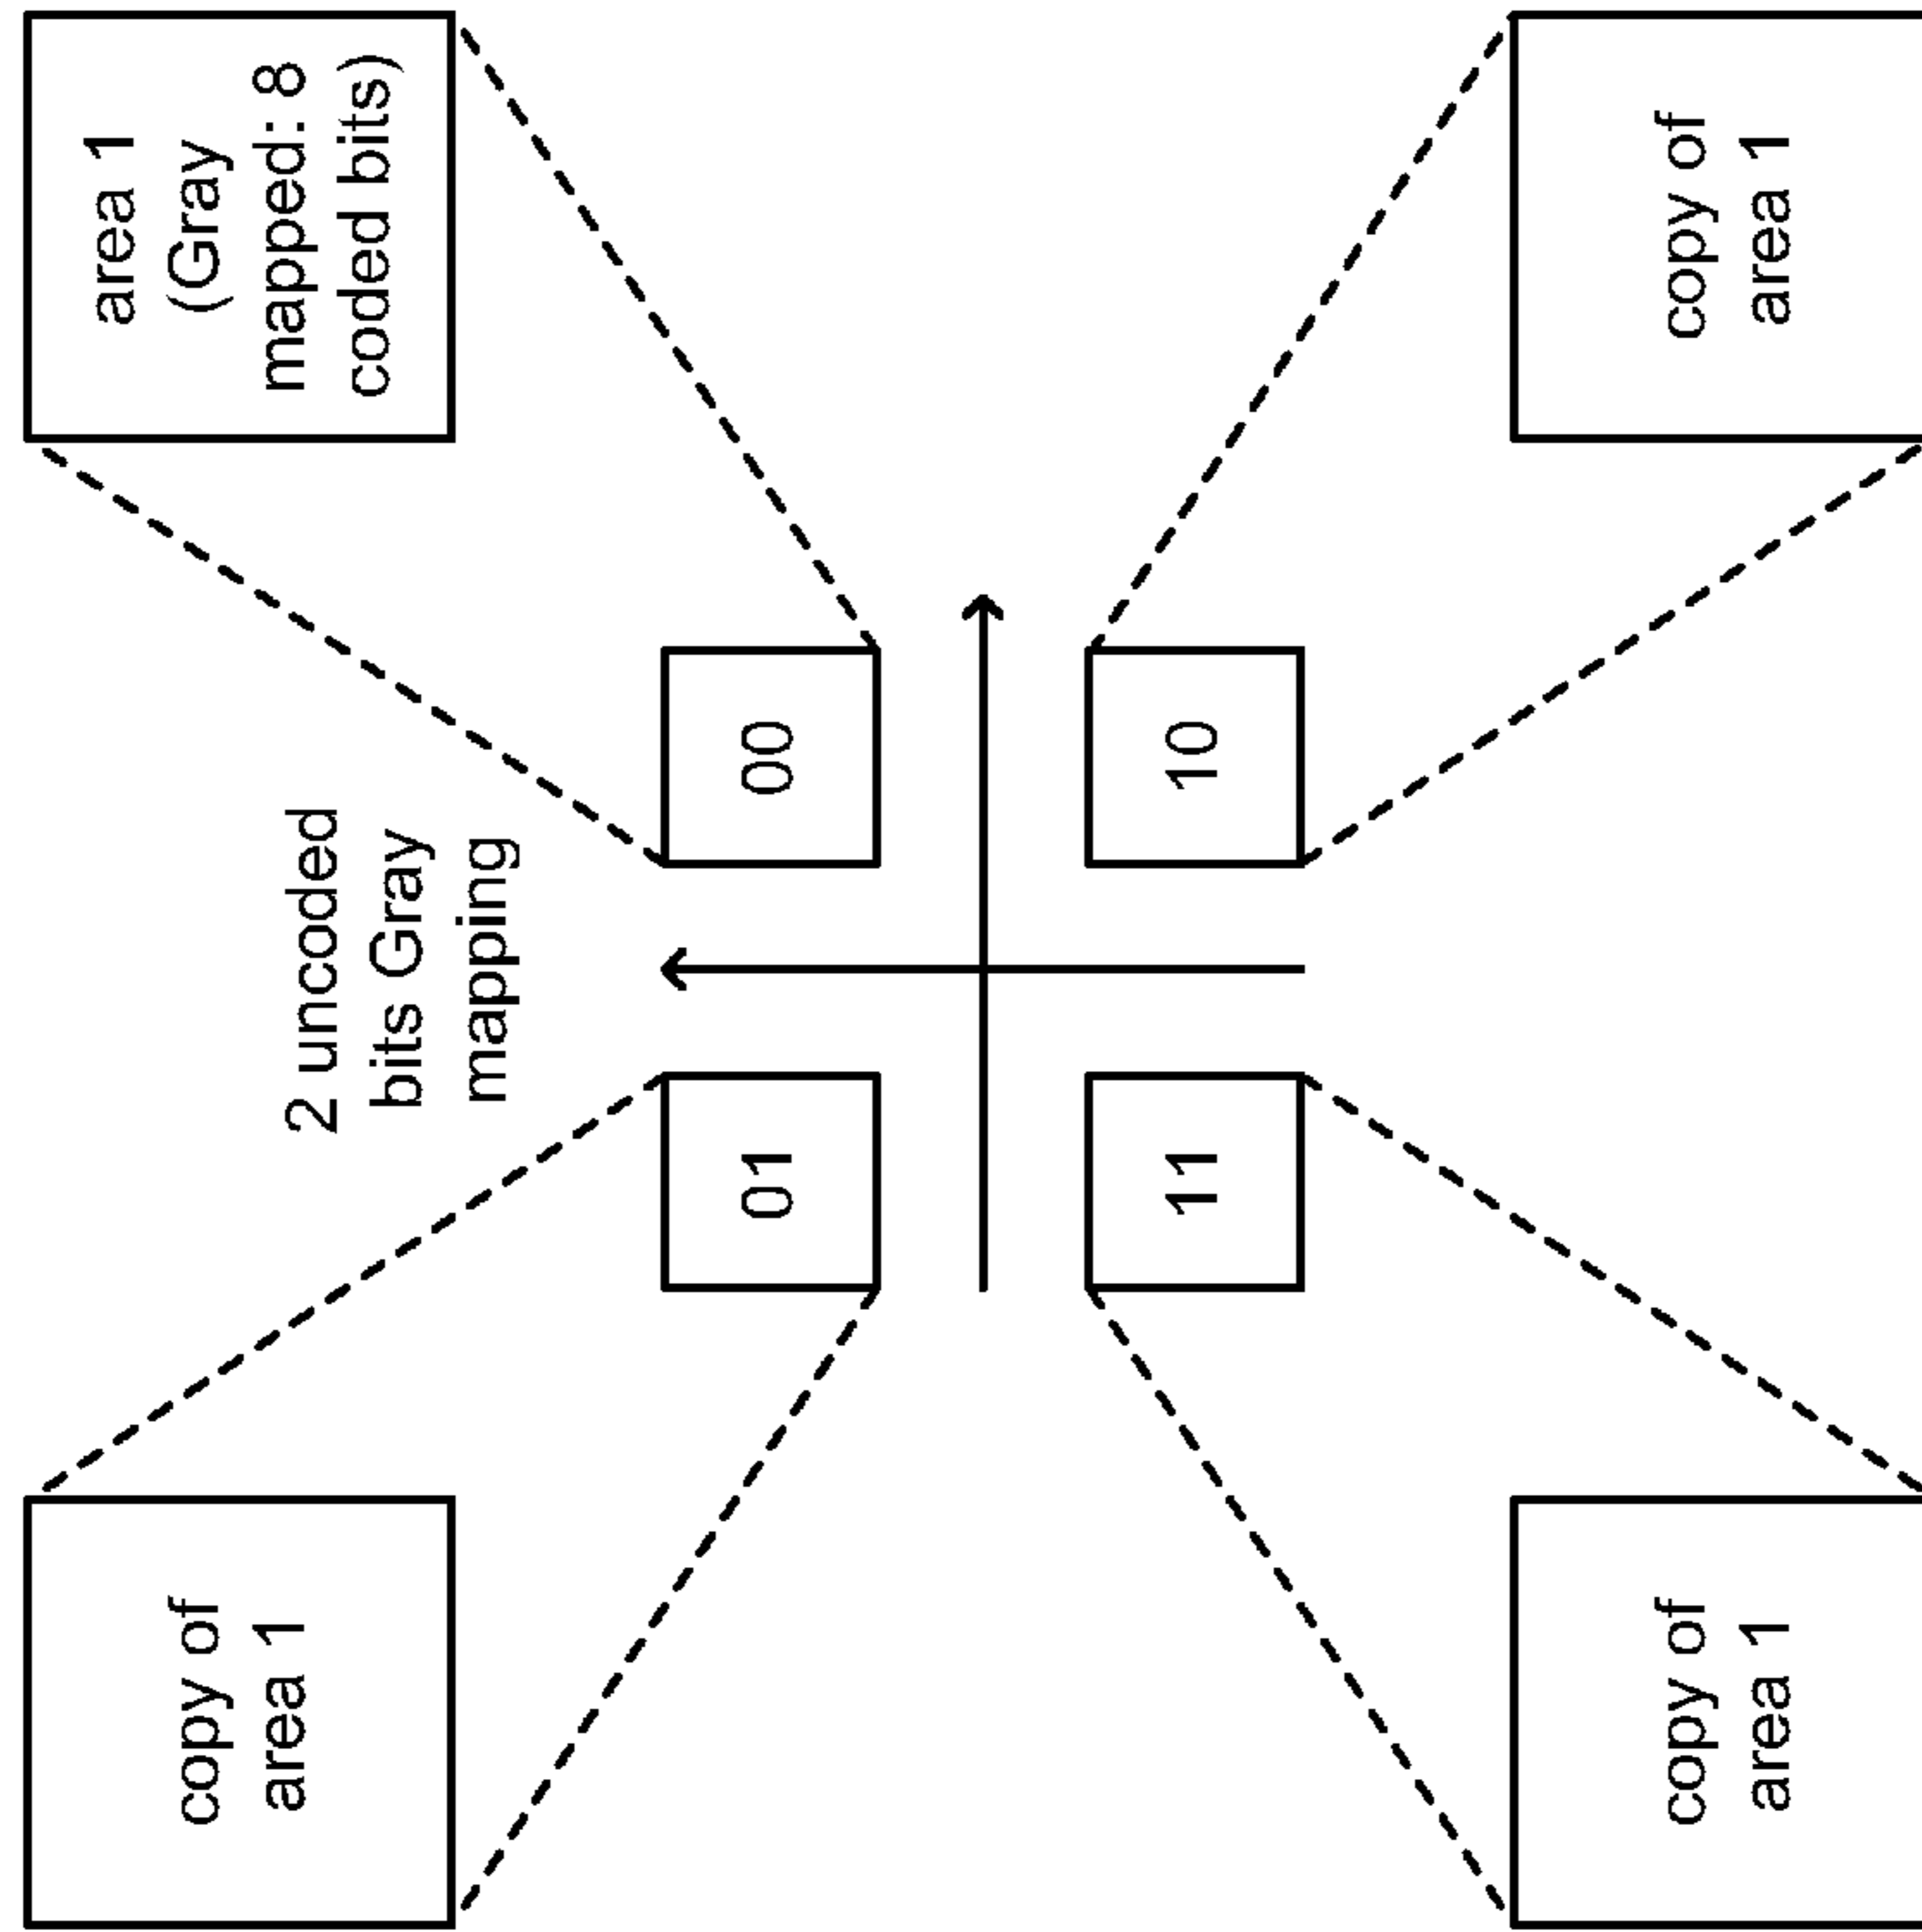 copy of
area 1
2 uncoded
bits Gray
mapping
area 1
(Gray
mapped: 8
coded bits)
01
00
11
10
copy of
area 1
copy of
area 1